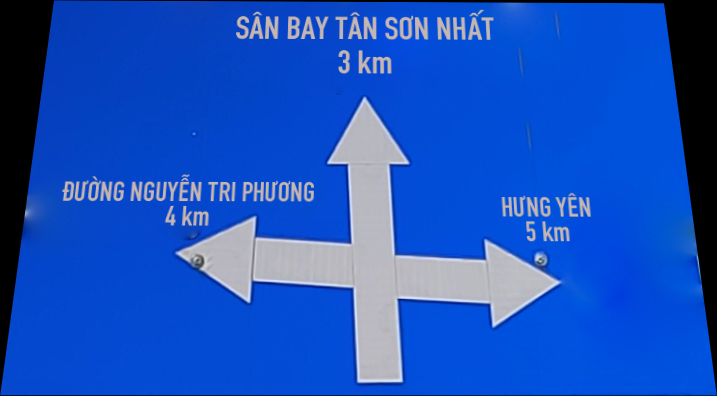 SÂN BAY TÂN SƠN NHẤT
3 km
ĐƯỜNG NGUYỄN TRI PHƯƠNG
4 km
HƯNG YÊN
5 km